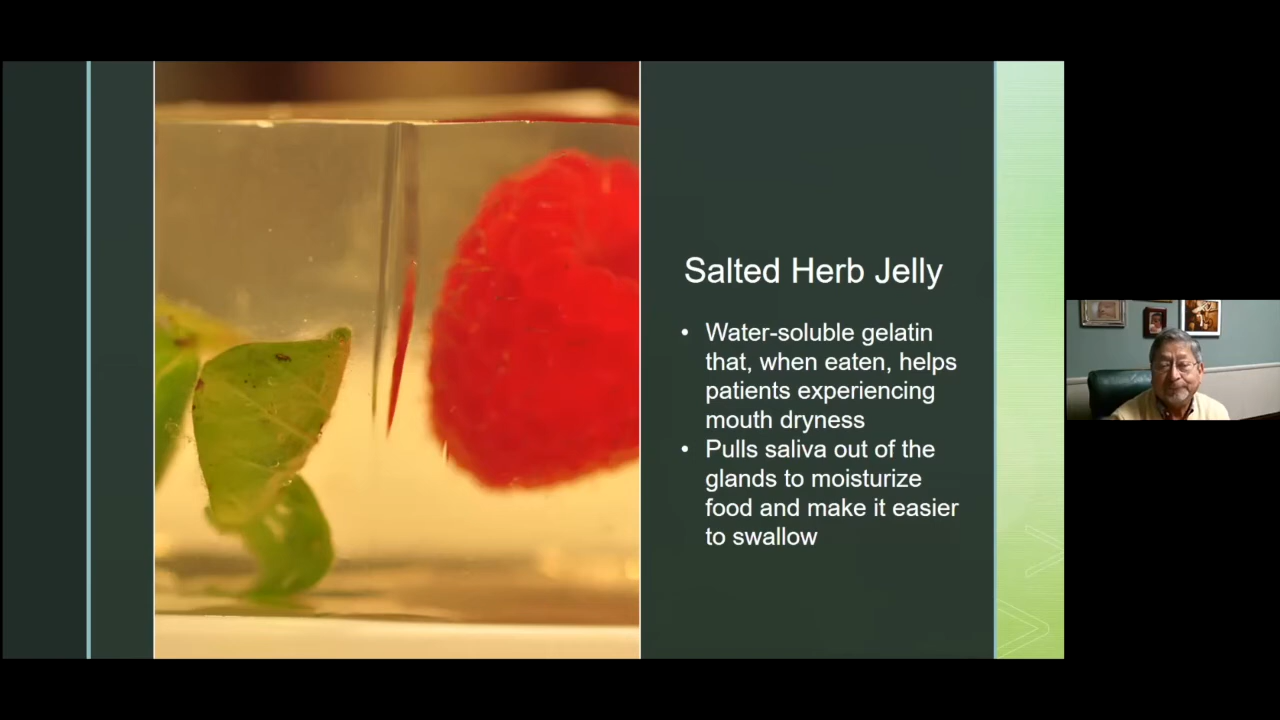 Salted Herb Jelly
• Water-soluble gelatin
that, when eaten, helps
patients experiencing
mouth dryness
• Pulls saliva out of the
glands to moisturize
food and make it easier
to swallow